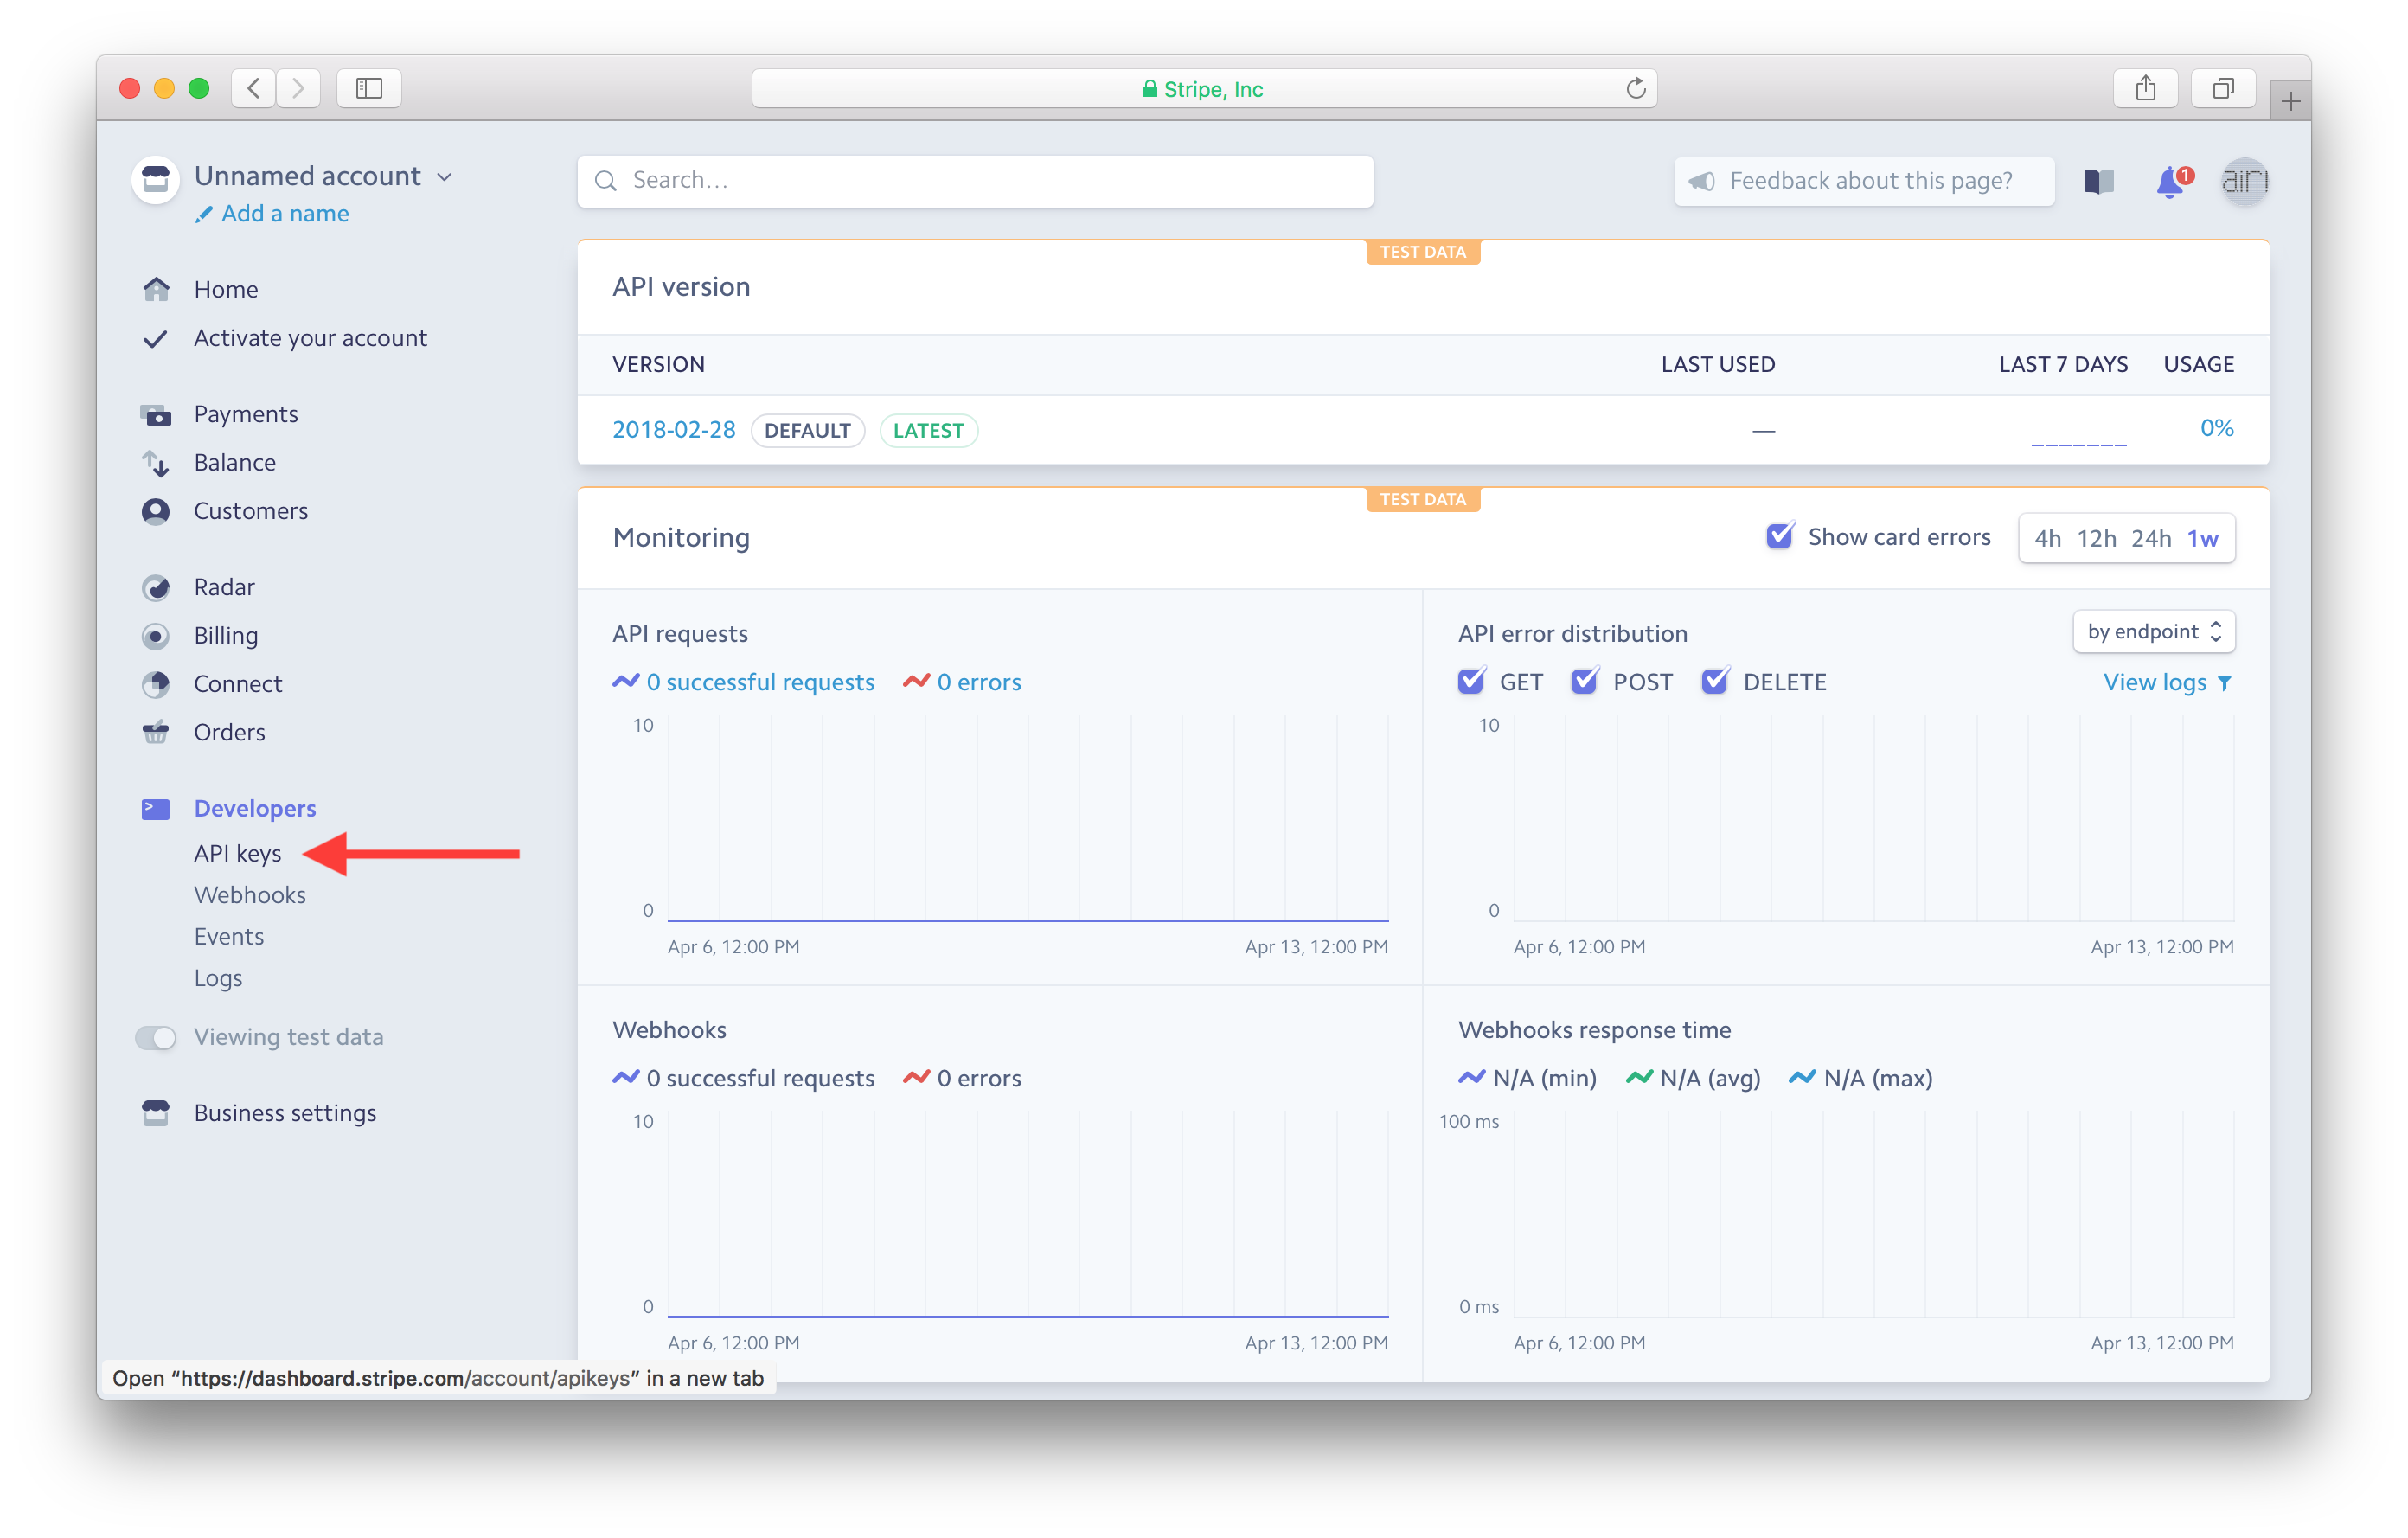 Stripe, Inc
Unnamed account
Add a name
Search…
Feedback about this page?
1
airl
Home
Activate your account
Payments
Balance
Customers
Radar
Billing
Connect
Orders
Developers
API keys
Webhooks
Events
Logs
Viewing test data
Business settings
TEST DATA
API version
VERSION LAST USED LAST 7 DAYS USAGE
2018-02-28 DEFAULT LATEST — 0%
TEST DATA
Monitoring
Show card errors 4h 12h 24h 1w
API requests
0 successful requests 0 errors
10
0
Apr 6, 12:00 PM Apr 13, 12:00 PM
API error distribution by endpoint
GET POST DELETE View logs
10
0
Apr 6, 12:00 PM Apr 13, 12:00 PM
Webhooks
0 successful requests 0 errors
10
0
Apr 6, 12:00 PM Apr 13, 12:00 PM
Webhooks response time
N/A (min) N/A (avg) N/A (max)
100 ms
0 ms
Apr 6, 12:00 PM Apr 13, 12:00 PM
Open “https://dashboard.stripe.com/account/apikeys” in a new tab